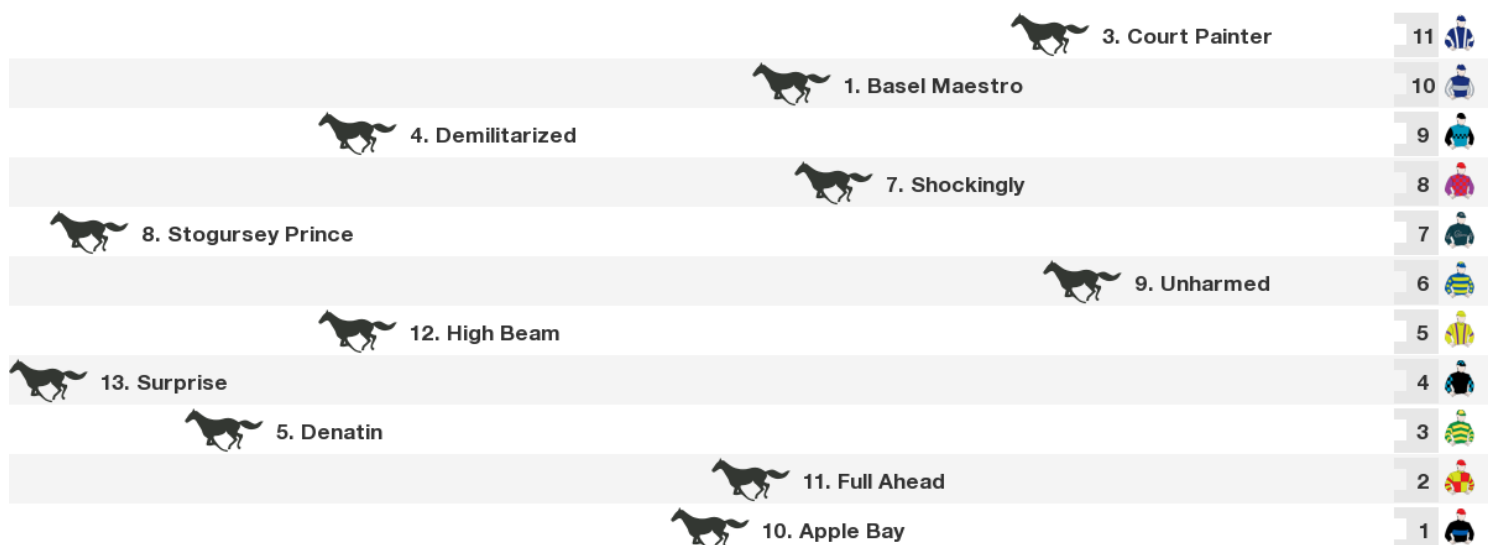 3. Court Painter 11
1. Basel Maestro 10
4. Demilitarized 9
7. Shockingly 8
8. Stogursey Prince 7
9. Unharmed 6
12. High Beam 5
13. Surprise 4
5. Denatin 3
11. Full Ahead 2
10. Apple Bay 1